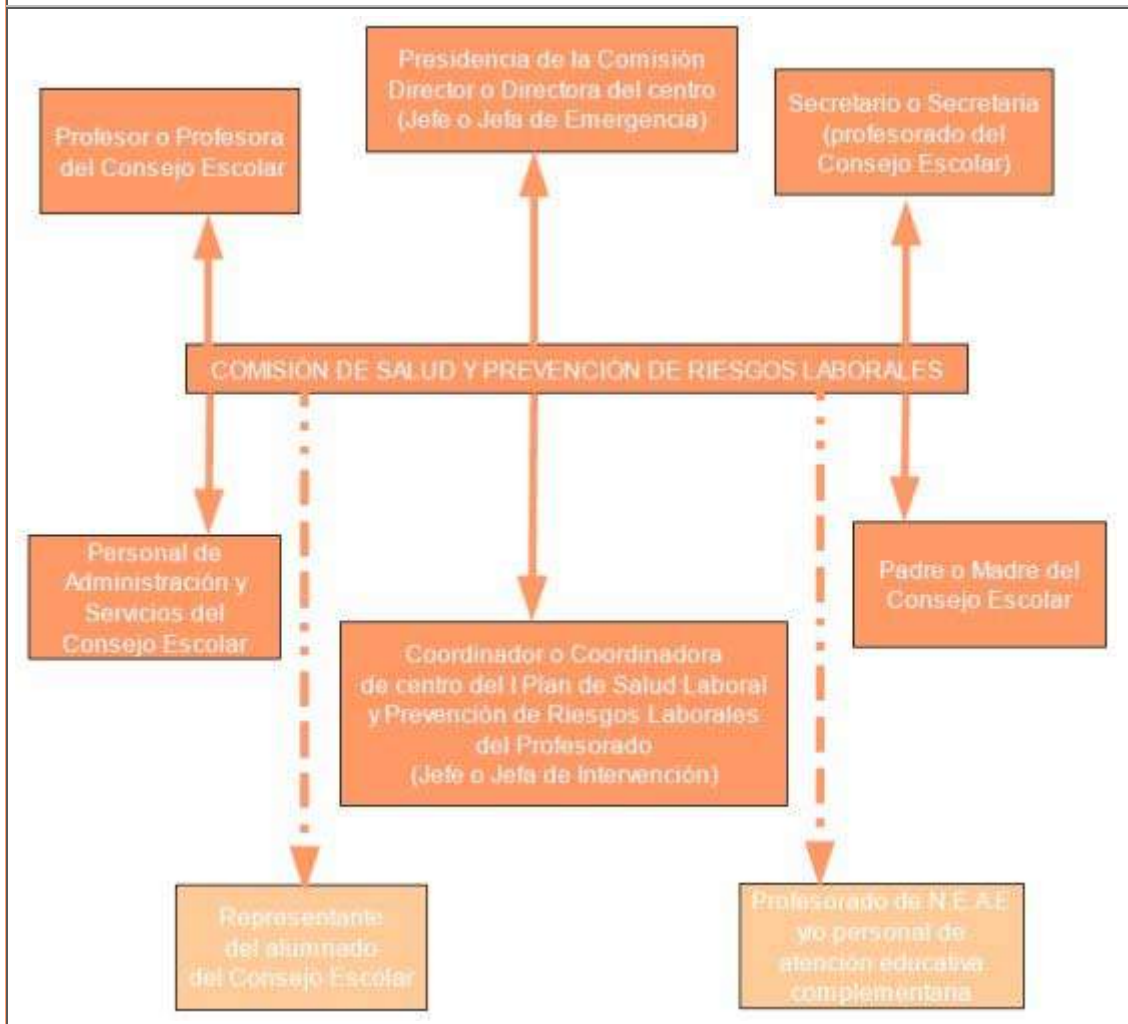 Presidencia de la Comisión
Director o Directora del centro
(Jefe o Jefa de Emergencia)
Profesor o Profesora
del Consejo Escolar
Secretario o Secretaria
(profesorado del
Consejo Escolar)
COMISIÓN DE SALUD Y PREVENCIÓN DE RIESGOS LABORALES
Personal de
Administración y
Servicios del
Consejo Escolar
Padre o Madre del
Consejo Escolar
Coordinador o Coordinadora
de centro del I Plan de Salud Laboral
y Prevención de Riesgos Laborales
del Profesorado
(Jefe o Jefa de Intervención)
Representante
del alumnado
del Consejo Escolar
Profesorado de N.E.A.E
y/o personal de
atención educativa
complementaria